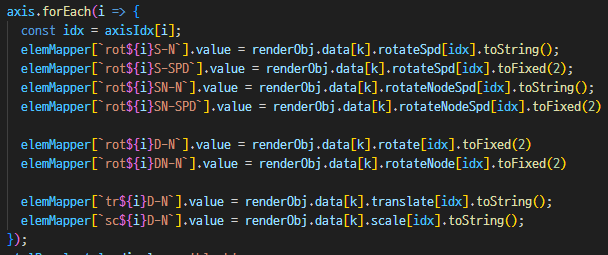 axis.forEach(i => {
  const idx = axisIdx[i];
  elemMapper[`rot${i}S-N`].value = renderObj.data[k].rotateSpd[idx].toString();
  elemMapper[`rot${i}S-SPD`].value = renderObj.data[k].rotateSpd[idx].toFixed(2);
  elemMapper[`rot${i}SN-N`].value = renderObj.data[k].rotateNodeSpd[idx].toString();
  elemMapper[`rot${i}SN-SPD`].value = renderObj.data[k].rotateNodeSpd[idx].toFixed(2)

  elemMapper[`rot${i}D-N`].value = renderObj.data[k].rotate[idx].toFixed(2)
  elemMapper[`rot${i}DN-N`].value = renderObj.data[k].rotateNode[idx].toFixed(2)

  elemMapper[`tr${i}D-N`].value = renderObj.data[k].translate[idx].toString();
  elemMapper[`sc${i}D-N`].value = renderObj.data[k].scale[idx].toString();
});